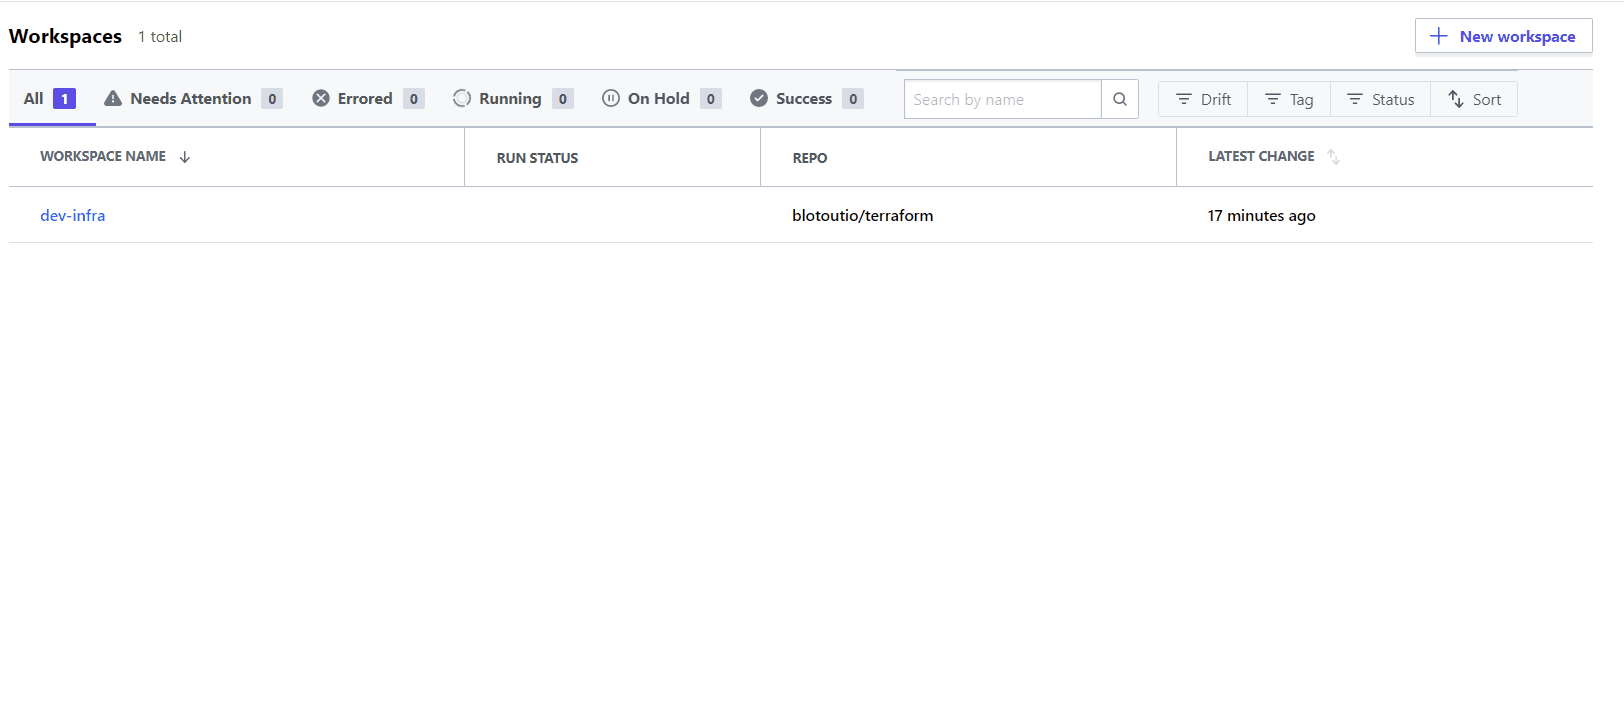 Workspaces 1 total
New workspace
All 1 Needs Attention 0 Errored 0 Running 0 On Hold 0 Success 0 Search by name Drift Tag Status Sort
WORKSPACE NAME RUN STATUS REPO LATEST CHANGE
dev-infra blotoutio/terraform 17 minutes ago